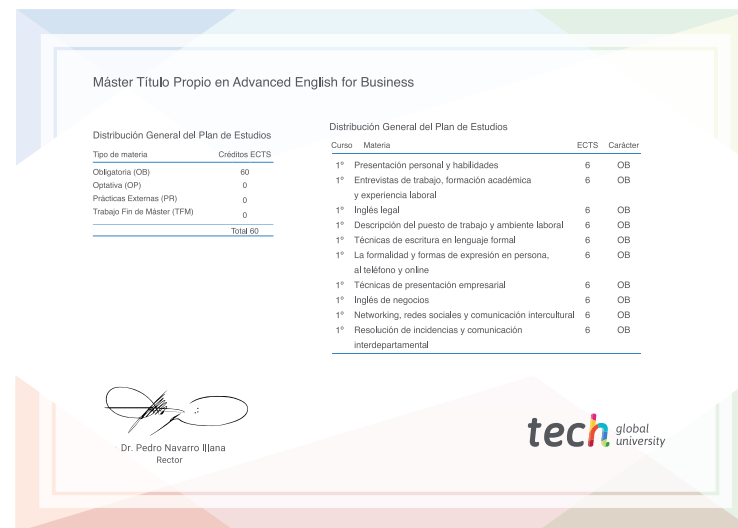 Máster Título Propio en Advanced English for Business
Distribución General del Plan de Estudios
Tipo de materia Créditos ECTS
Obligatoria (OB) 60
Optativa (OP) 0
Prácticas Externas (PR) 0
Trabajo Fin de Máster (TFM) 0
Total 60
Distribución General del Plan de Estudios
Curso Materia ECTS Carácter
1º Presentación personal y habilidades 6 OB
1º Entrevistas de trabajo, formación académica 6 OB
y experiencia laboral
1º Inglés legal 6 OB
1º Descripción del puesto de trabajo y ambiente laboral 6 OB
1º Técnicas de escritura en lenguaje formal 6 OB
1º La formalidad y formas de expresión en persona, 6 OB
al teléfono y online
1º Técnicas de presentación empresarial 6 OB
1º Inglés de negocios 6 OB
1º Networking, redes sociales y comunicación intercultural 6 OB
1º Resolución de incidencias y comunicación 6 OB
interdepartamental
Dr. Pedro Navarro Illana
Rector
tech global
university